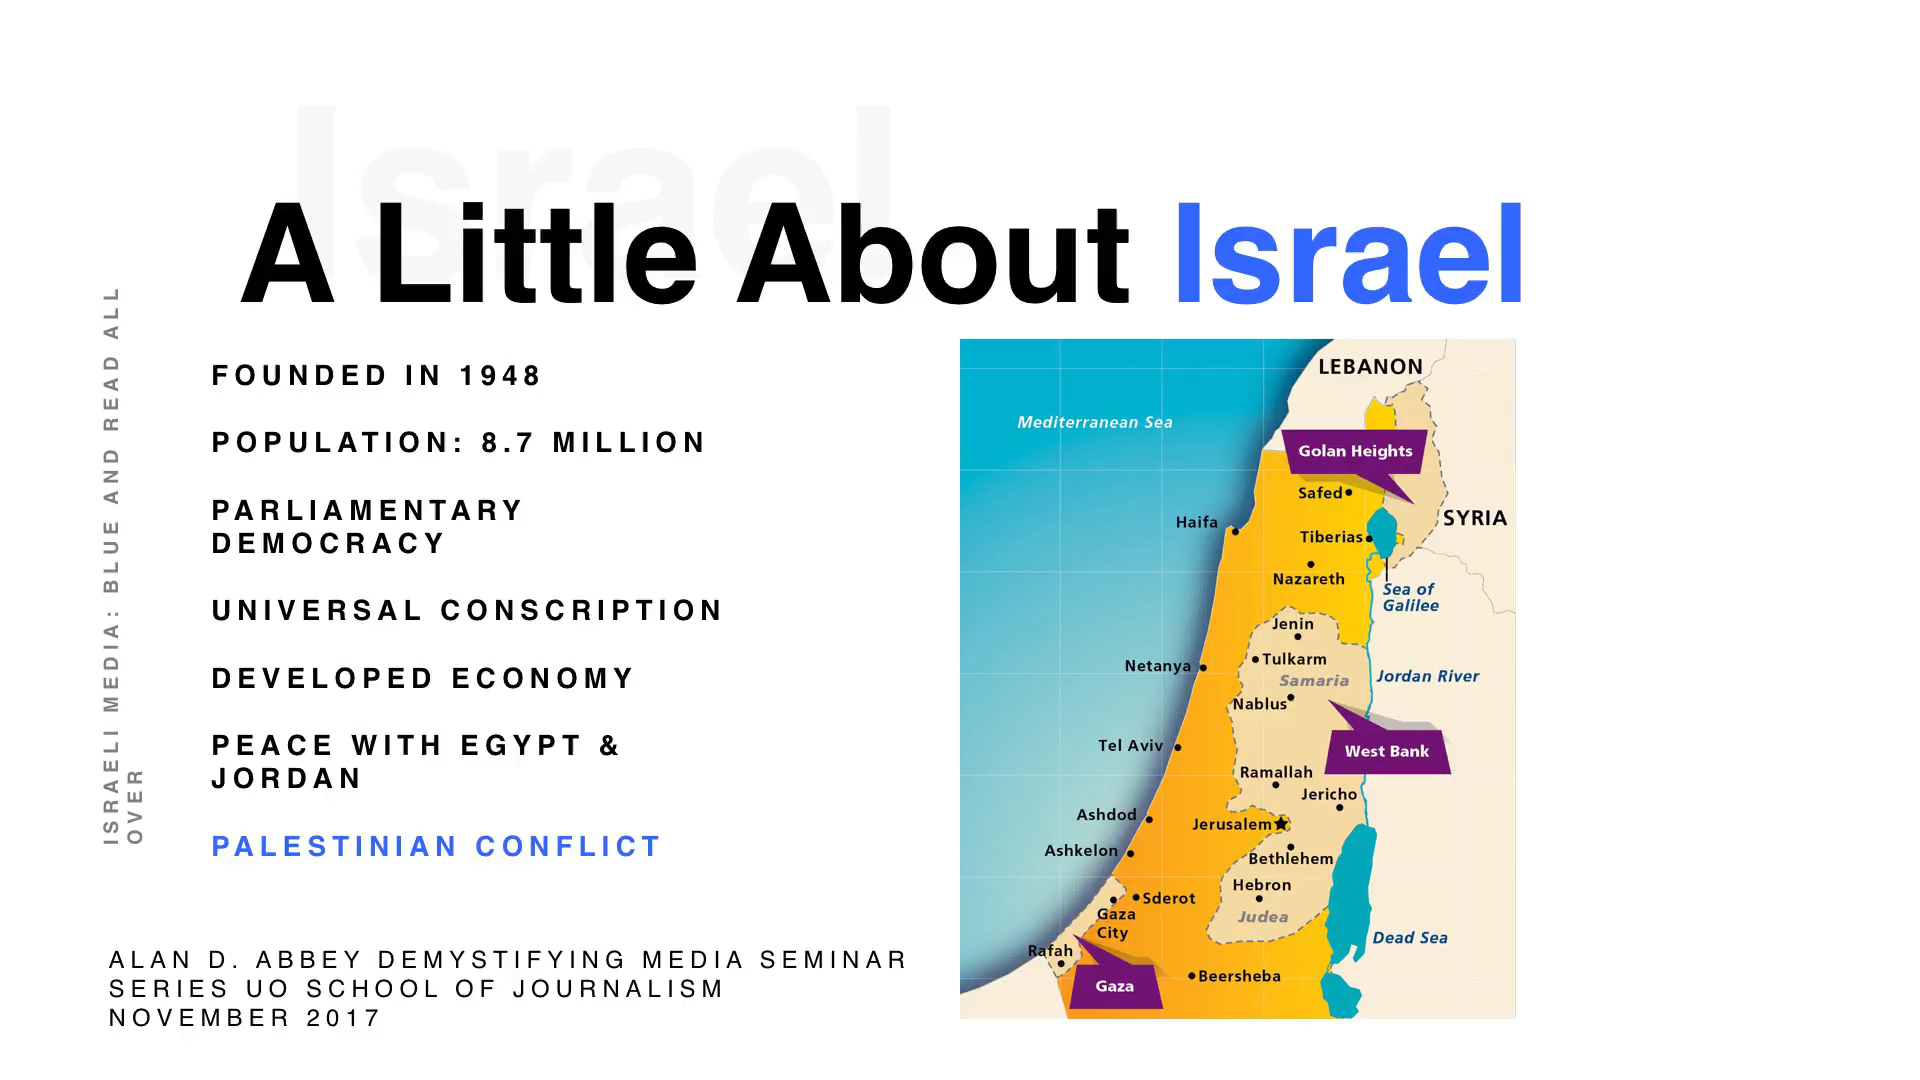 Israel
A Little About Israel
ISRAELI MEDIA: BLUE AND READ ALL
OVER
FOUNDED IN 1948
POPULATION: 8.7 MILLION
PARLIAMENTARY
DEMOCRACY
UNIVERSAL CONSCRIPTION
DEVELOPED ECONOMY
PEACE WITH EGYPT &
JORDAN
PALESTINIAN CONFLICT
ALAN D. ABBEY DEMYSTIFYING MEDIA SEMINAR
SERIES UO SCHOOL OF JOURNALISM
NOVEMBER 2017
LEBANON
Mediterranean Sea
Golan Heights
Safed
SYRIA
Haifa
Tiberias
Nazareth
Sea of
Galilee
Jenin
Tulkarm
Netanya
Samaria
Jordan River
Nablus
Tel Aviv
West Bank
Ramallah
Jericho
Ashdod
Jerusalem
Ashkelon
Bethlehem
Hebron
Sderot
Gaza
City
Judea
Dead Sea
Rafah
Beersheba
Gaza